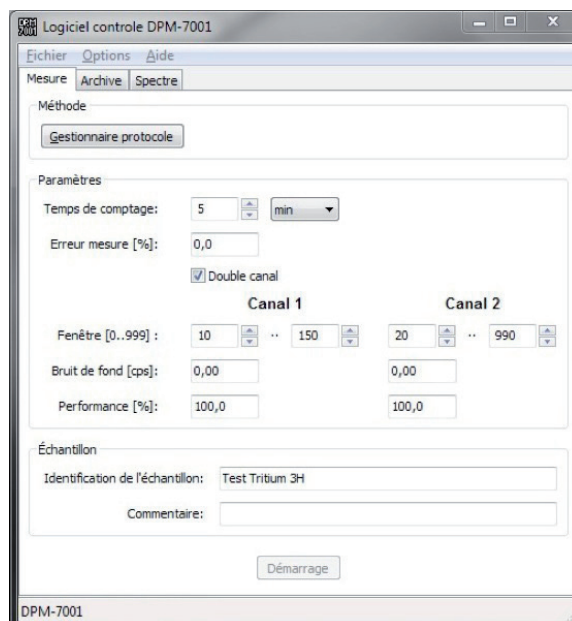 Logiciel controle DPM-7001
Fichier Options Aide
Mesure Archive Spectre
Méthode
Gestionnaire protocole
Paramètres
Temps de comptage: 5 min
Erreur mesure [%]: 0,0
Double canal
Canal 1 Canal 2
Fenêtre [0..999] : 10 .. 150 20 .. 990
Bruit de fond [cps]: 0,00 0,00
Performance [%]: 100,0 100,0
Échantillon
Identification de l'échantillon: Test Tritium 3H
Commentaire:
Démarrage
DPM-7001